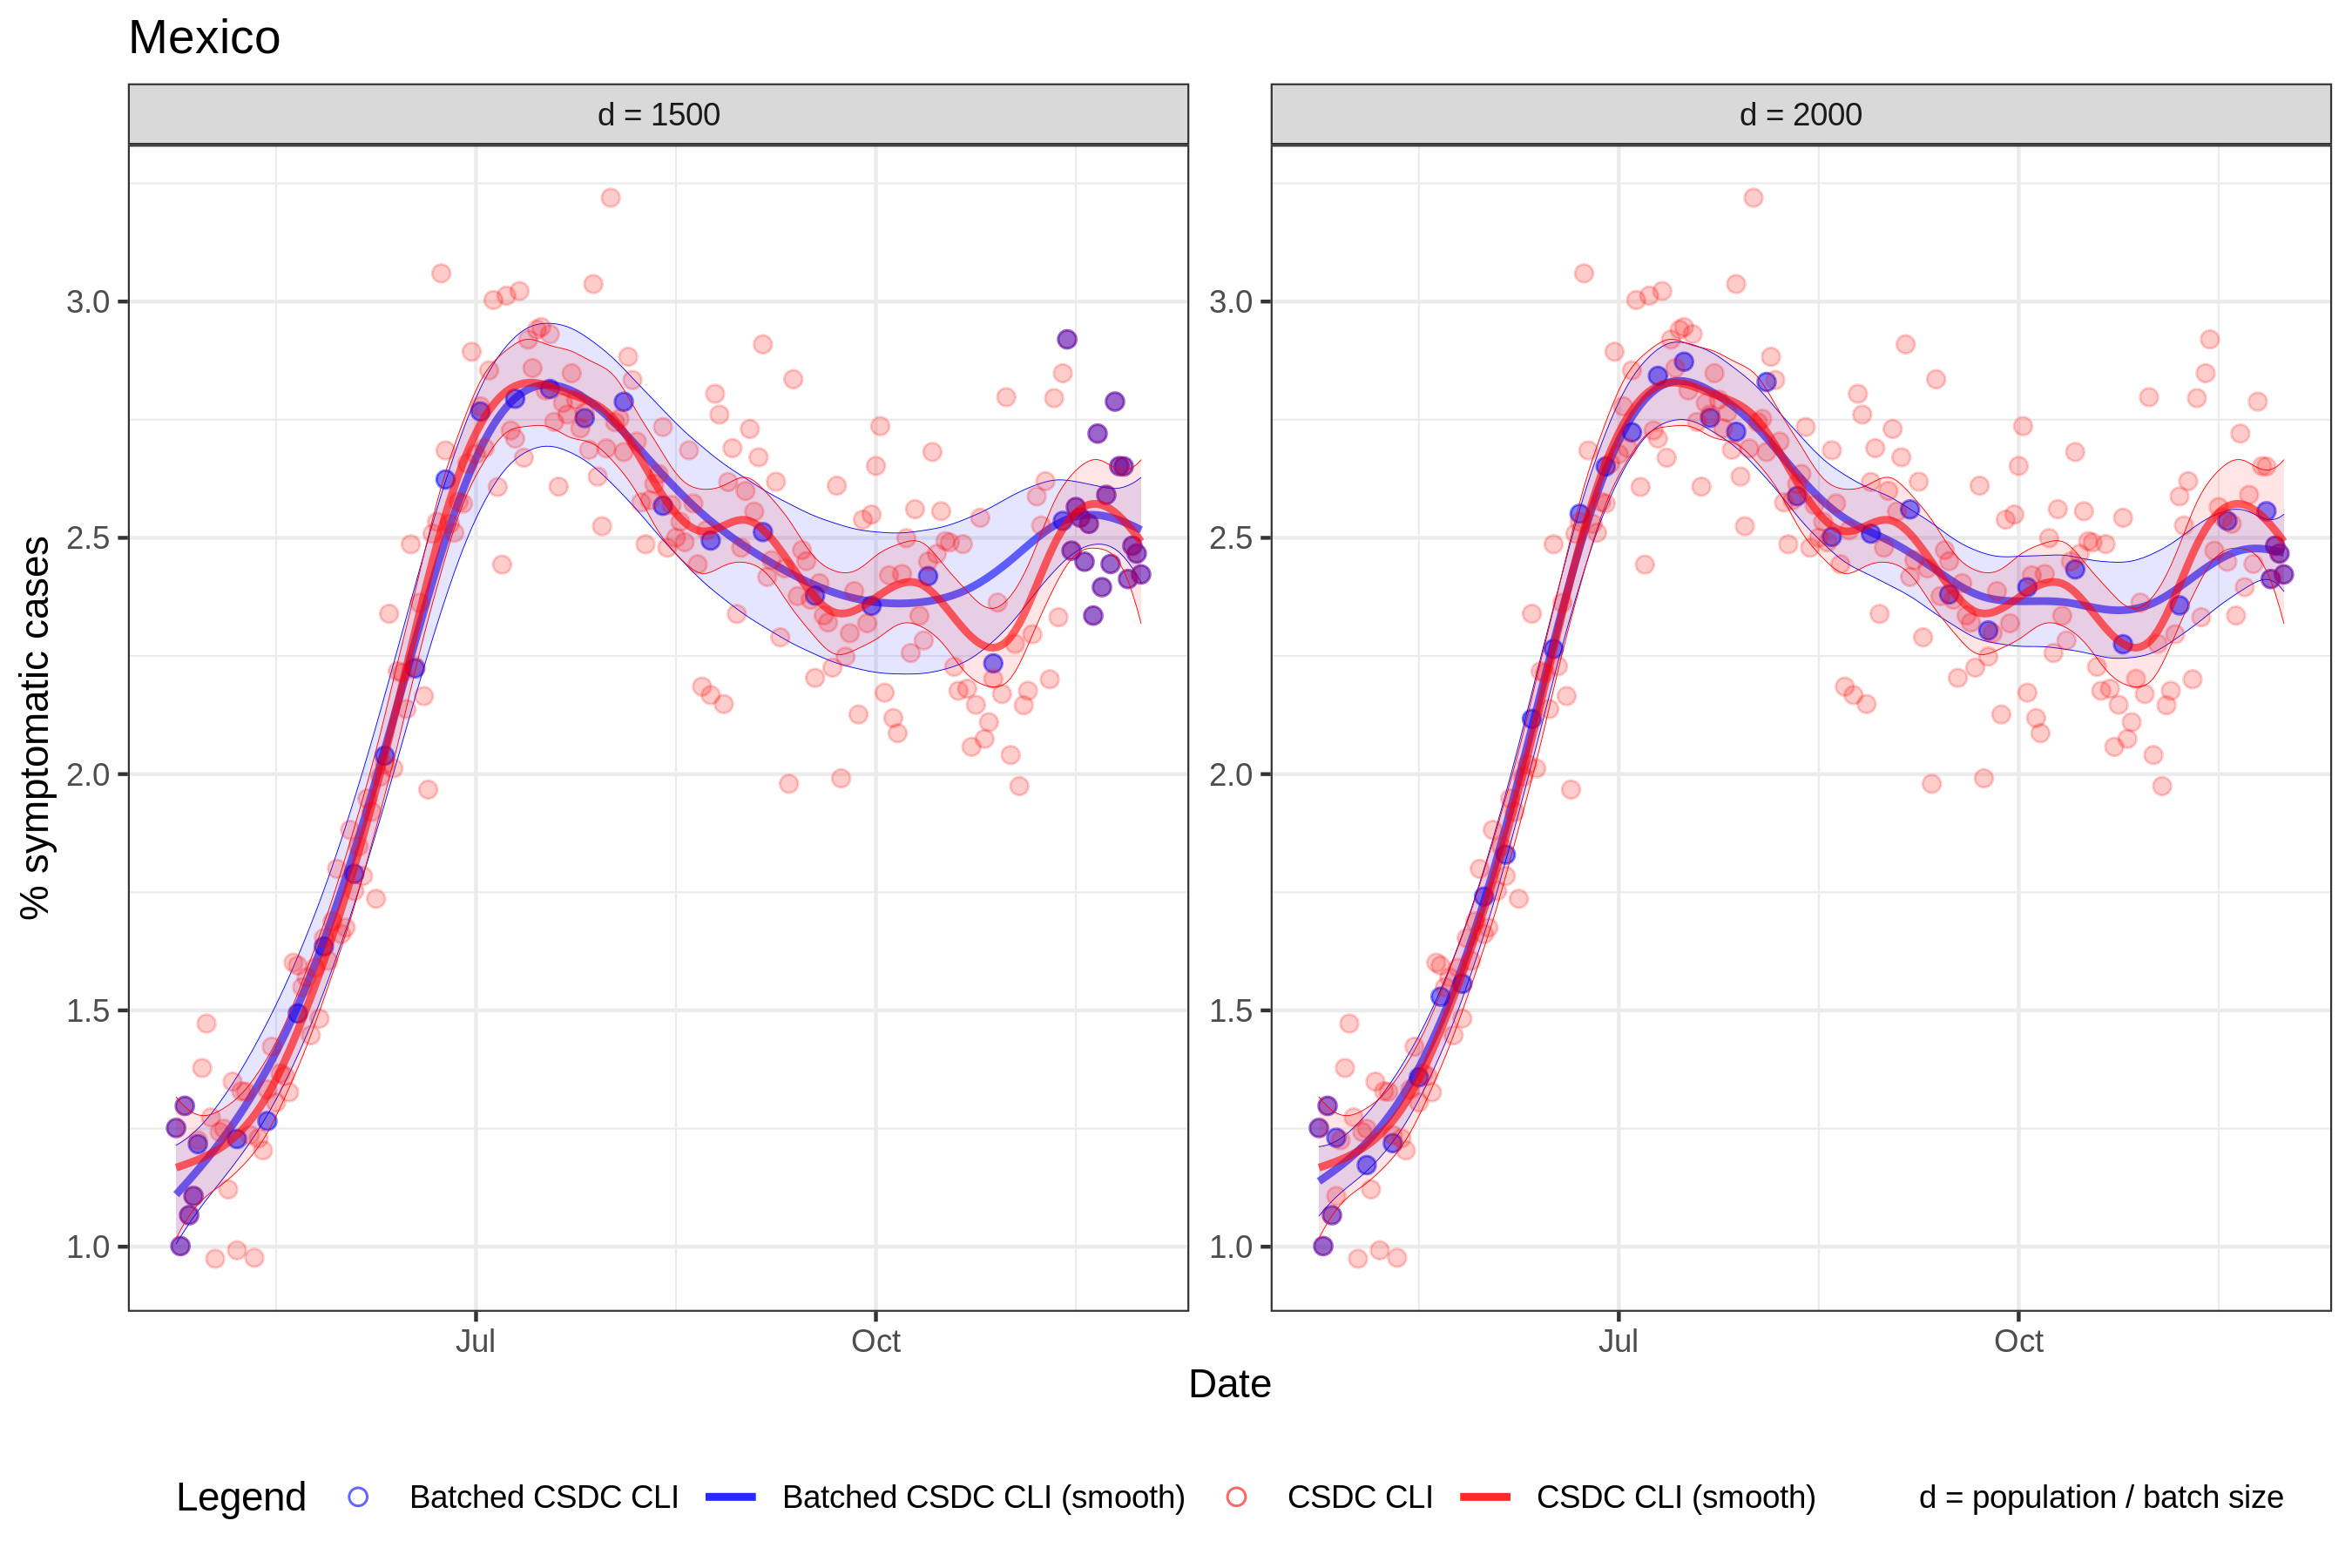 Mexico
d = 1500
d = 2000
% symptomatic cases
3.0
2.5
2.0
1.5
1.0
3.0
2.5
2.0
1.5
1.0
Jul
Oct
Jul
Oct
Date
Legend
Batched CSDC CLI
Batched CSDC CLI (smooth)
CSDC CLI
CSDC CLI (smooth)
d = population / batch size